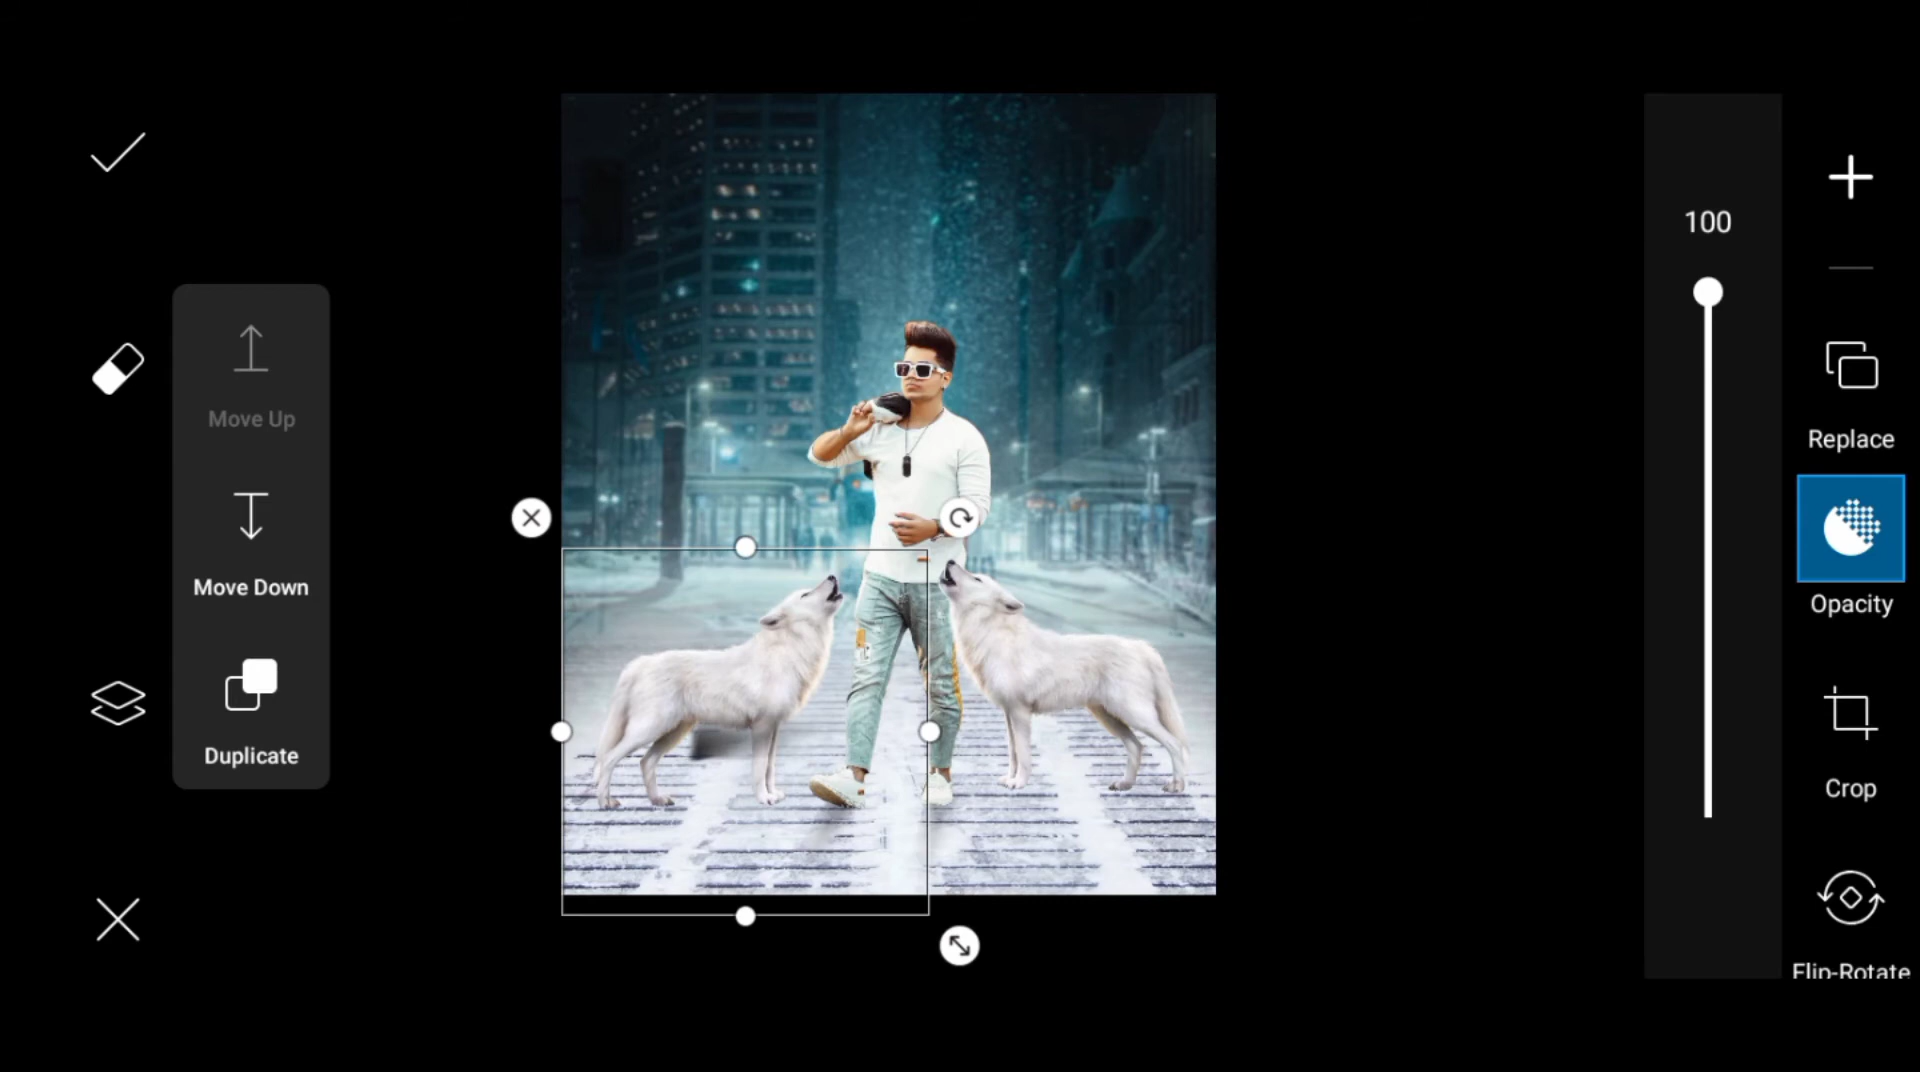 Move Up
Move Down
Duplicate
100
Replace
Opacity
Crop
Flip-Rotate